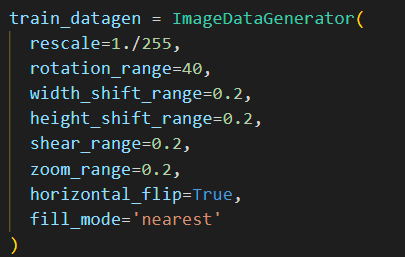 train_datagen = ImageDataGenerator(
  rescale=1./255,
  rotation_range=40,
  width_shift_range=0.2,
  height_shift_range=0.2,
  shear_range=0.2,
  zoom_range=0.2,
  horizontal_flip=True,
  fill_mode='nearest'
)